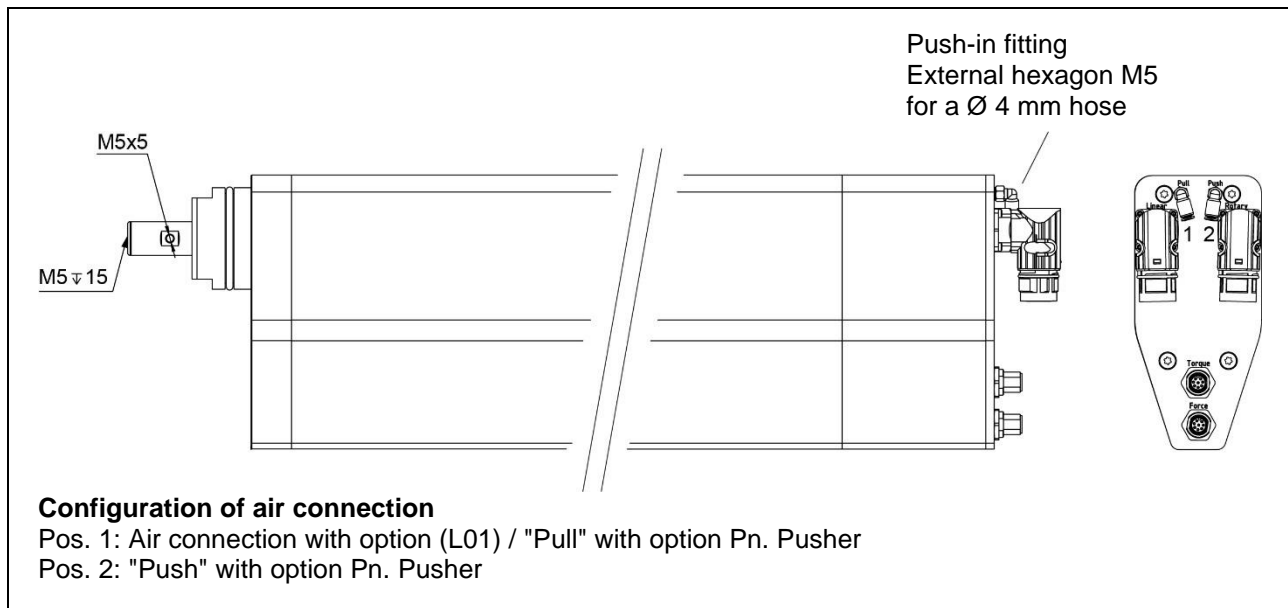 Push-in fitting
External hexagon M5
for a Ø 4 mm hose
M5x5
M5 ↧ 15
Pull Push
Linear Rotary
1 2
Torque
Force
Configuration of air connection
Pos. 1: Air connection with option (L01) / "Pull" with option Pn. Pusher
Pos. 2: "Push" with option Pn. Pusher